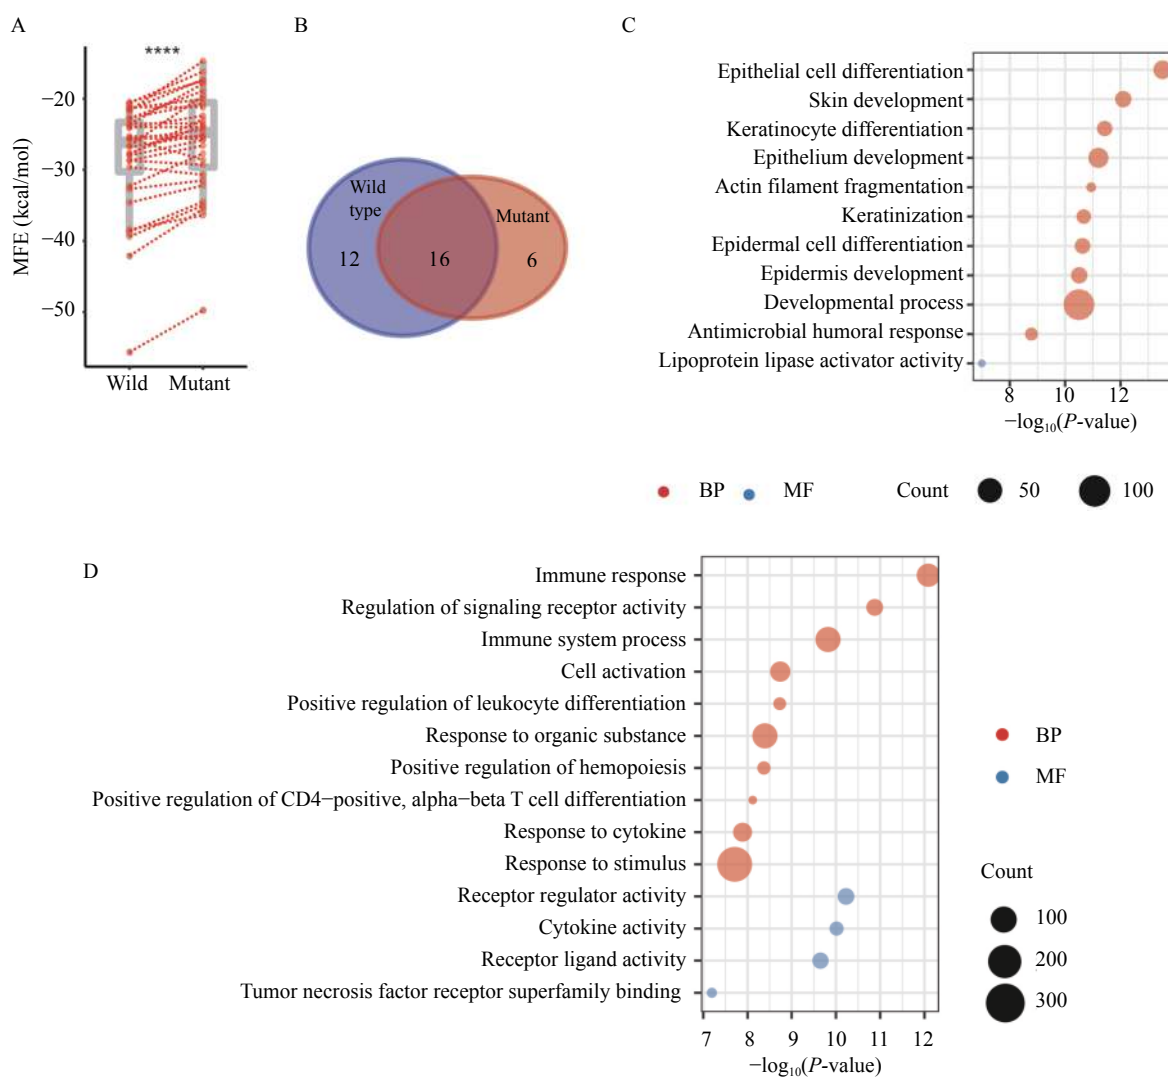 A
****
−20
−30
−40
−50
MFE (kcal/mol)
Wild Mutant
B
Wild
type
Mutant
12 16 6
C
Epithelial cell differentiation
Skin development
Keratinocyte differentiation
Epithelium development
Actin filament fragmentation
Keratinization
Epidermal cell differentiation
Epidermis development
Developmental process
Antimicrobial humoral response
Lipoprotein lipase activator activity
8 10 12
−log₁₀(P-value)
BP MF Count 50 100
D
Immune response
Regulation of signaling receptor activity
Immune system process
Cell activation
Positive regulation of leukocyte differentiation
Response to organic substance
Positive regulation of hemopoiesis
Positive regulation of CD4−positive, alpha−beta T cell differentiation
Response to cytokine
Response to stimulus
Receptor regulator activity
Cytokine activity
Receptor ligand activity
Tumor necrosis factor receptor superfamily binding
7 8 9 10 11 12
−log₁₀(P-value)
BP
MF
Count
100
200
300